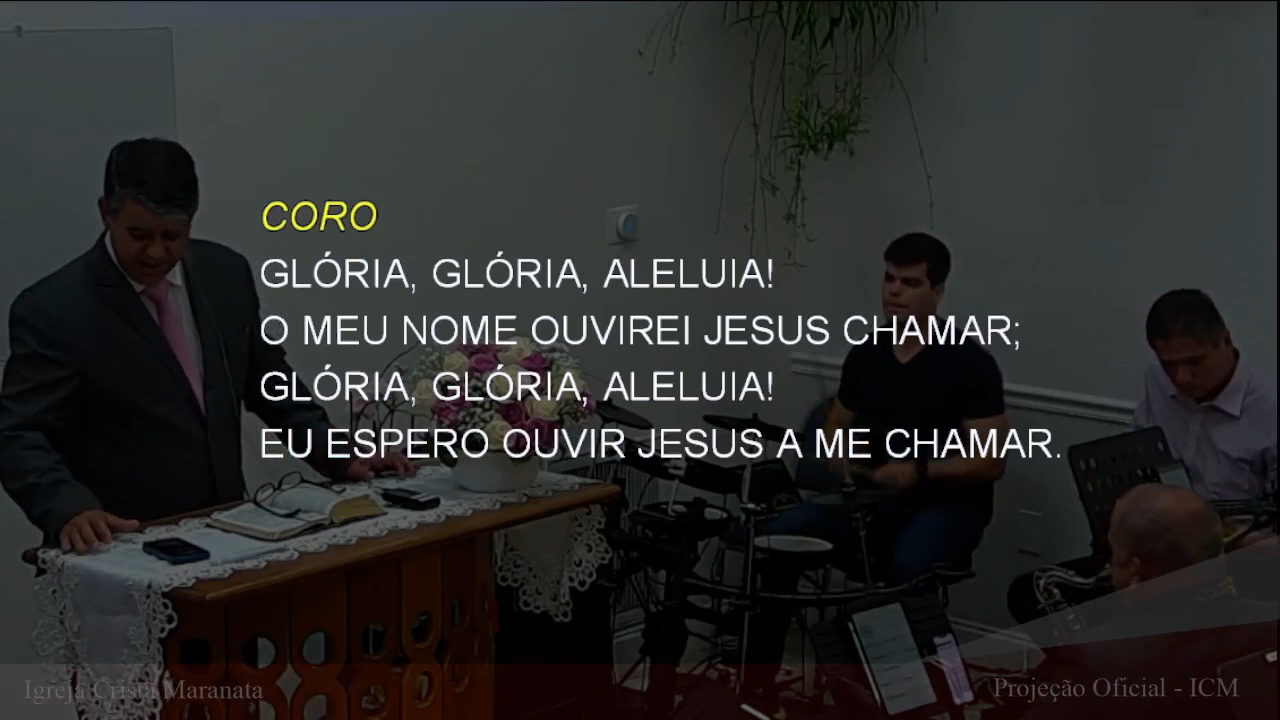 CORO
GLÓRIA, GLÓRIA, ALELUIA!
O MEU NOME OUVIREI JESUS CHAMAR;
GLÓRIA, GLÓRIA, ALELUIA!
EU ESPERO OUVIR JESUS A ME CHAMAR.
Igreja Cristã Maranata
Projeção Oficial - ICM